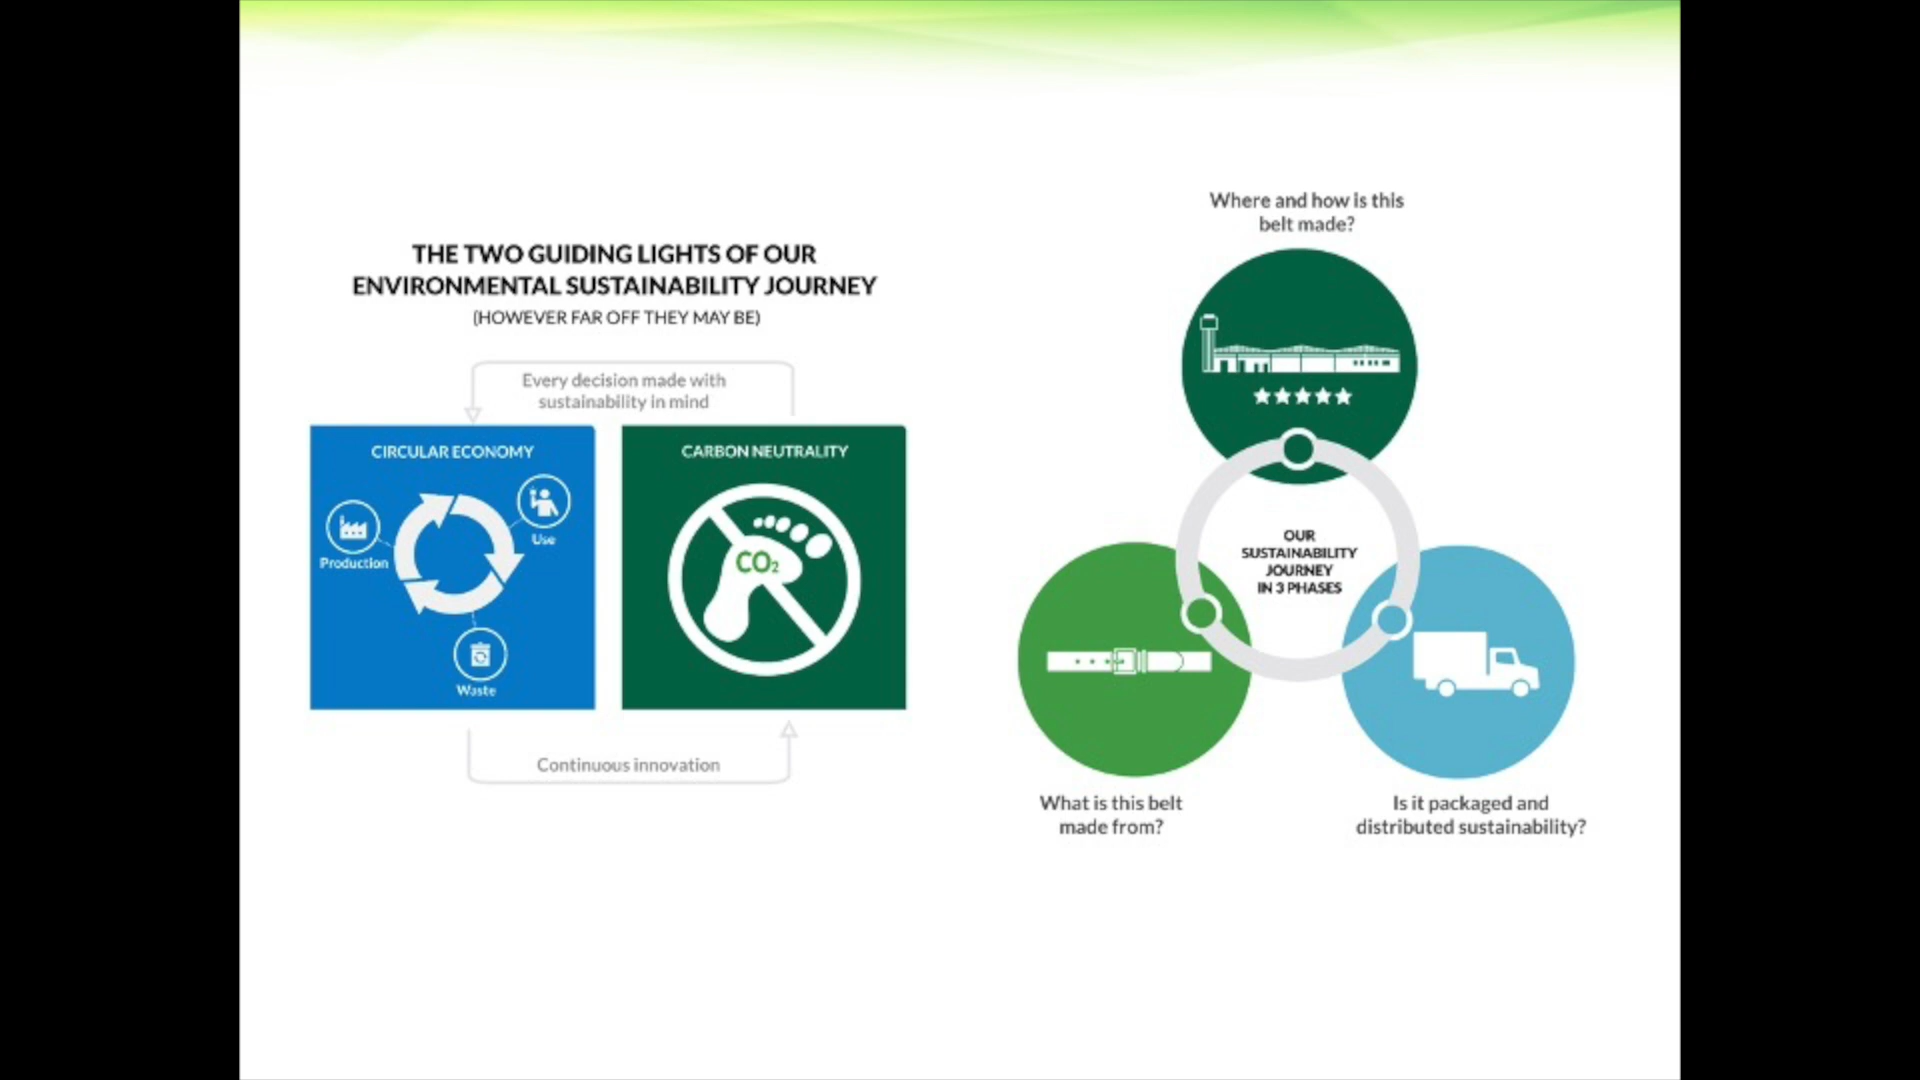 THE TWO GUIDING LIGHTS OF OUR
ENVIRONMENTAL SUSTAINABILITY JOURNEY
(HOWEVER FAR OFF THEY MAY BE)
Every decision made with
sustainability in mind
CIRCULAR ECONOMY
Production
Use
Waste
CARBON NEUTRALITY
CO₂
Continuous innovation
Where and how is this
belt made?
OUR
SUSTAINABILITY
JOURNEY
IN 3 PHASES
What is this belt
made from?
Is it packaged and
distributed sustainability?